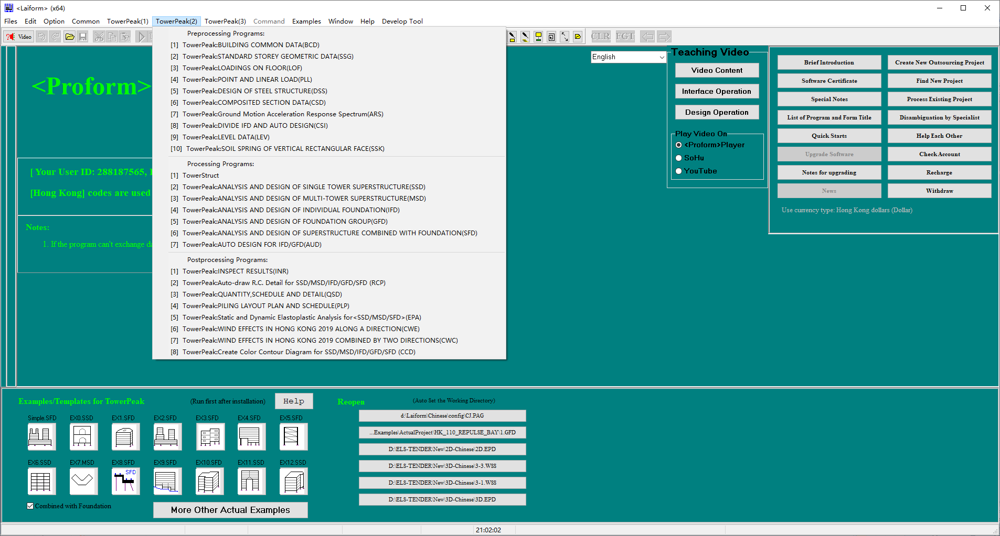 <Laiform> (x64)
Files Edit Option Common TowerPeak(1) TowerPeak(2) TowerPeak(3) Command Examples Window Help Develop Tool
Video
CLR FGT
Preprocessing Programs:
[1] TowerPeak:BUILDING COMMON DATA(BCD)
[2] TowerPeak:STANDARD STOREY GEOMETRIC DATA(SSG)
[3] TowerPeak:LOADINGS ON FLOOR(LOF)
[4] TowerPeak:POINT AND LINEAR LOAD(PLL)
[5] TowerPeak:DESIGN OF STEEL STRUCTURE(DSS)
[6] TowerPeak:COMPOSITED SECTION DATA(CSD)
[7] TowerPeak:Ground Motion Acceleration Response Spectrum(ARS)
[8] TowerPeak:DIVIDE IFD AND AUTO DESIGN(CSI)
[9] TowerPeak:LEVEL DATA(LEV)
[10] TowerPeak:SOIL SPRING OF VERTICAL RECTANGULAR FACE(SSK)
Processing Programs:
[1] TowerStruct
[2] TowerPeak:ANALYSIS AND DESIGN OF SINGLE TOWER SUPERSTRUCTURE(SSD)
[3] TowerPeak:ANALYSIS AND DESIGN OF MULTI-TOWER SUPERSTRUCTURE(MSD)
[4] TowerPeak:ANALYSIS AND DESIGN OF INDIVIDUAL FOUNDATION(IFD)
[5] TowerPeak:ANALYSIS AND DESIGN OF FOUNDATION GROUP(GFD)
[6] TowerPeak:ANALYSIS AND DESIGN OF SUPERSTRUCTURE COMBINED WITH FOUNDATION(SFD)
[7] TowerPeak:AUTO DESIGN FOR IFD/GFD(AUD)
Postprocessing Programs:
[1] TowerPeak:INSPECT RESULTS(INR)
[2] TowerPeak:Auto-draw R.C. Detail for SSD/MSD/IFD/GFD/SFD (RCP)
[3] TowerPeak:QUANTITY,SCHEDULE AND DETAIL(QSD)
[4] TowerPeak:PILING LAYOUT PLAN AND SCHEDULE(PLP)
[5] TowerPeak:Static and Dynamic Elastoplastic Analysis for<SSD/MSD/SFD>(EPA)
[6] TowerPeak:WIND EFFECTS IN HONG KONG 2019 ALONG A DIRECTION(CWE)
[7] TowerPeak:WIND EFFECTS IN HONG KONG 2019 COMBINED BY TWO DIRECTIONS(CWC)
[8] TowerPeak:Create Color Contour Diagram for SSD/MSD/IFD/GFD/SFD (CCD)
<Proform>
[ Your User ID: 288187565,
[Hong Kong] codes are used
Notes:
1. If the program can't exchange
English
Teaching Video
Video Content
Interface Operation
Design Operation
Play Video On
<Proform>Player
SoHu
YouTube
Brief Introduction Create New Outsourcing Project
Software Certificate Find New Project
Special Notes Process Existing Project
List of Program and Form Title Disambiguation by Specialist
Quick Starts Help Each Other
Upgrade Software Check Account
Notes for upgrading Recharge
News Withdraw
Use currency type: Hong Kong dollars (Dollar)
Examples/Templates for TowerPeak (Run first after installation) Help
Simple.SFD EX0.SSD EX1.SFD EX2.SFD EX3.SFD EX4.SFD EX5.SFD
EX6.SSD EX7.MSD EX8.SFD EX9.SFD EX10.SFD EX11.SSD EX12.SSD
SFD
Combined with Foundation
More Other Actual Examples
Reopen (Auto Set the Working Directory)
d:\Laiform\Chinese\config\CJ.PAG
...Examples\ActualProject\HK_110_REPULSE_BAY\1.GFD
D:\ELS-TENDER\New\2D-Chinese\2D.EPD
D:\ELS-TENDER\New\3D-Chinese\3-3.WSS
D:\ELS-TENDER\New\3D-Chinese\3-1.WSS
D:\ELS-TENDER\New\3D-Chinese\3D.EPD
21:02:02